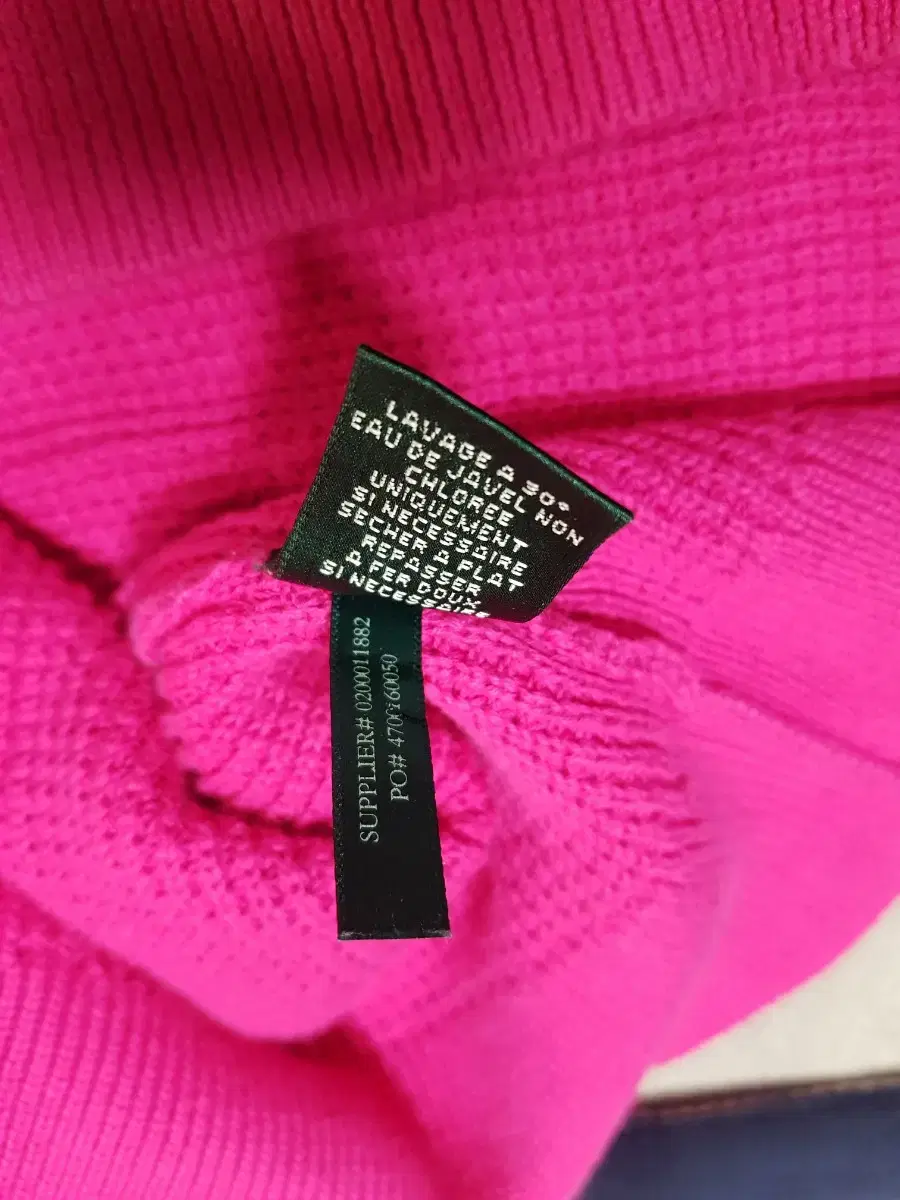 LAVAGE A 30°
EAU DE JAVEL NON
CHLOREE
UNIQUEMENT
SI NECESSAIRE
SECHER A PLAT
REPASSER
A FER DOUX
SI NECESSAIRE
SUPPLIER# 0200011882
PO#